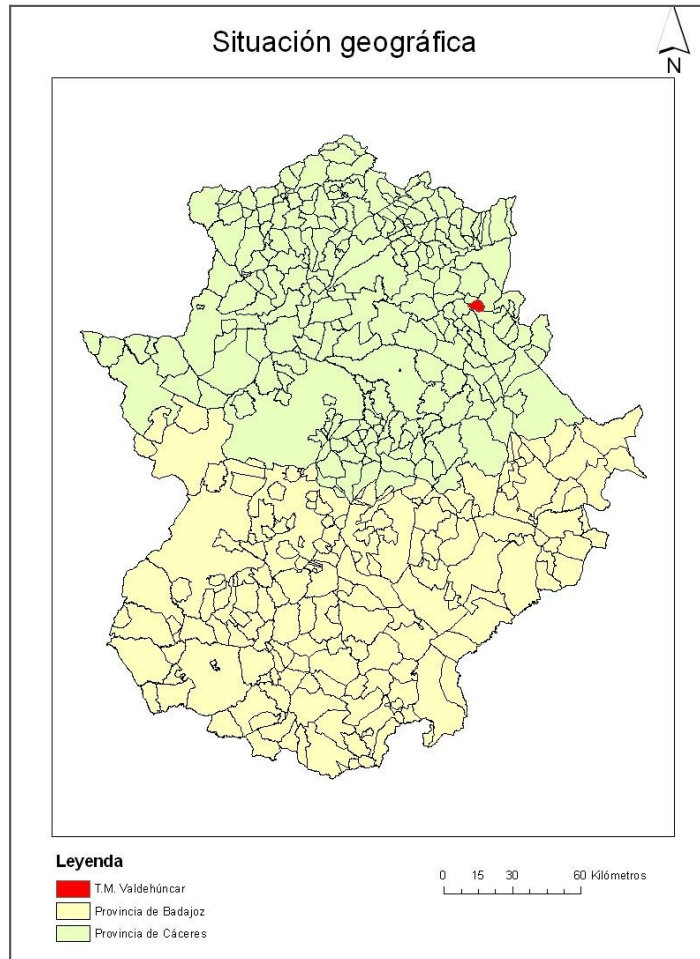 Situación geográfica
N
Leyenda
T.M. Valdehúncar
Provincia de Badajoz
Provincia de Cáceres
0 15 30 60 Kilómetros